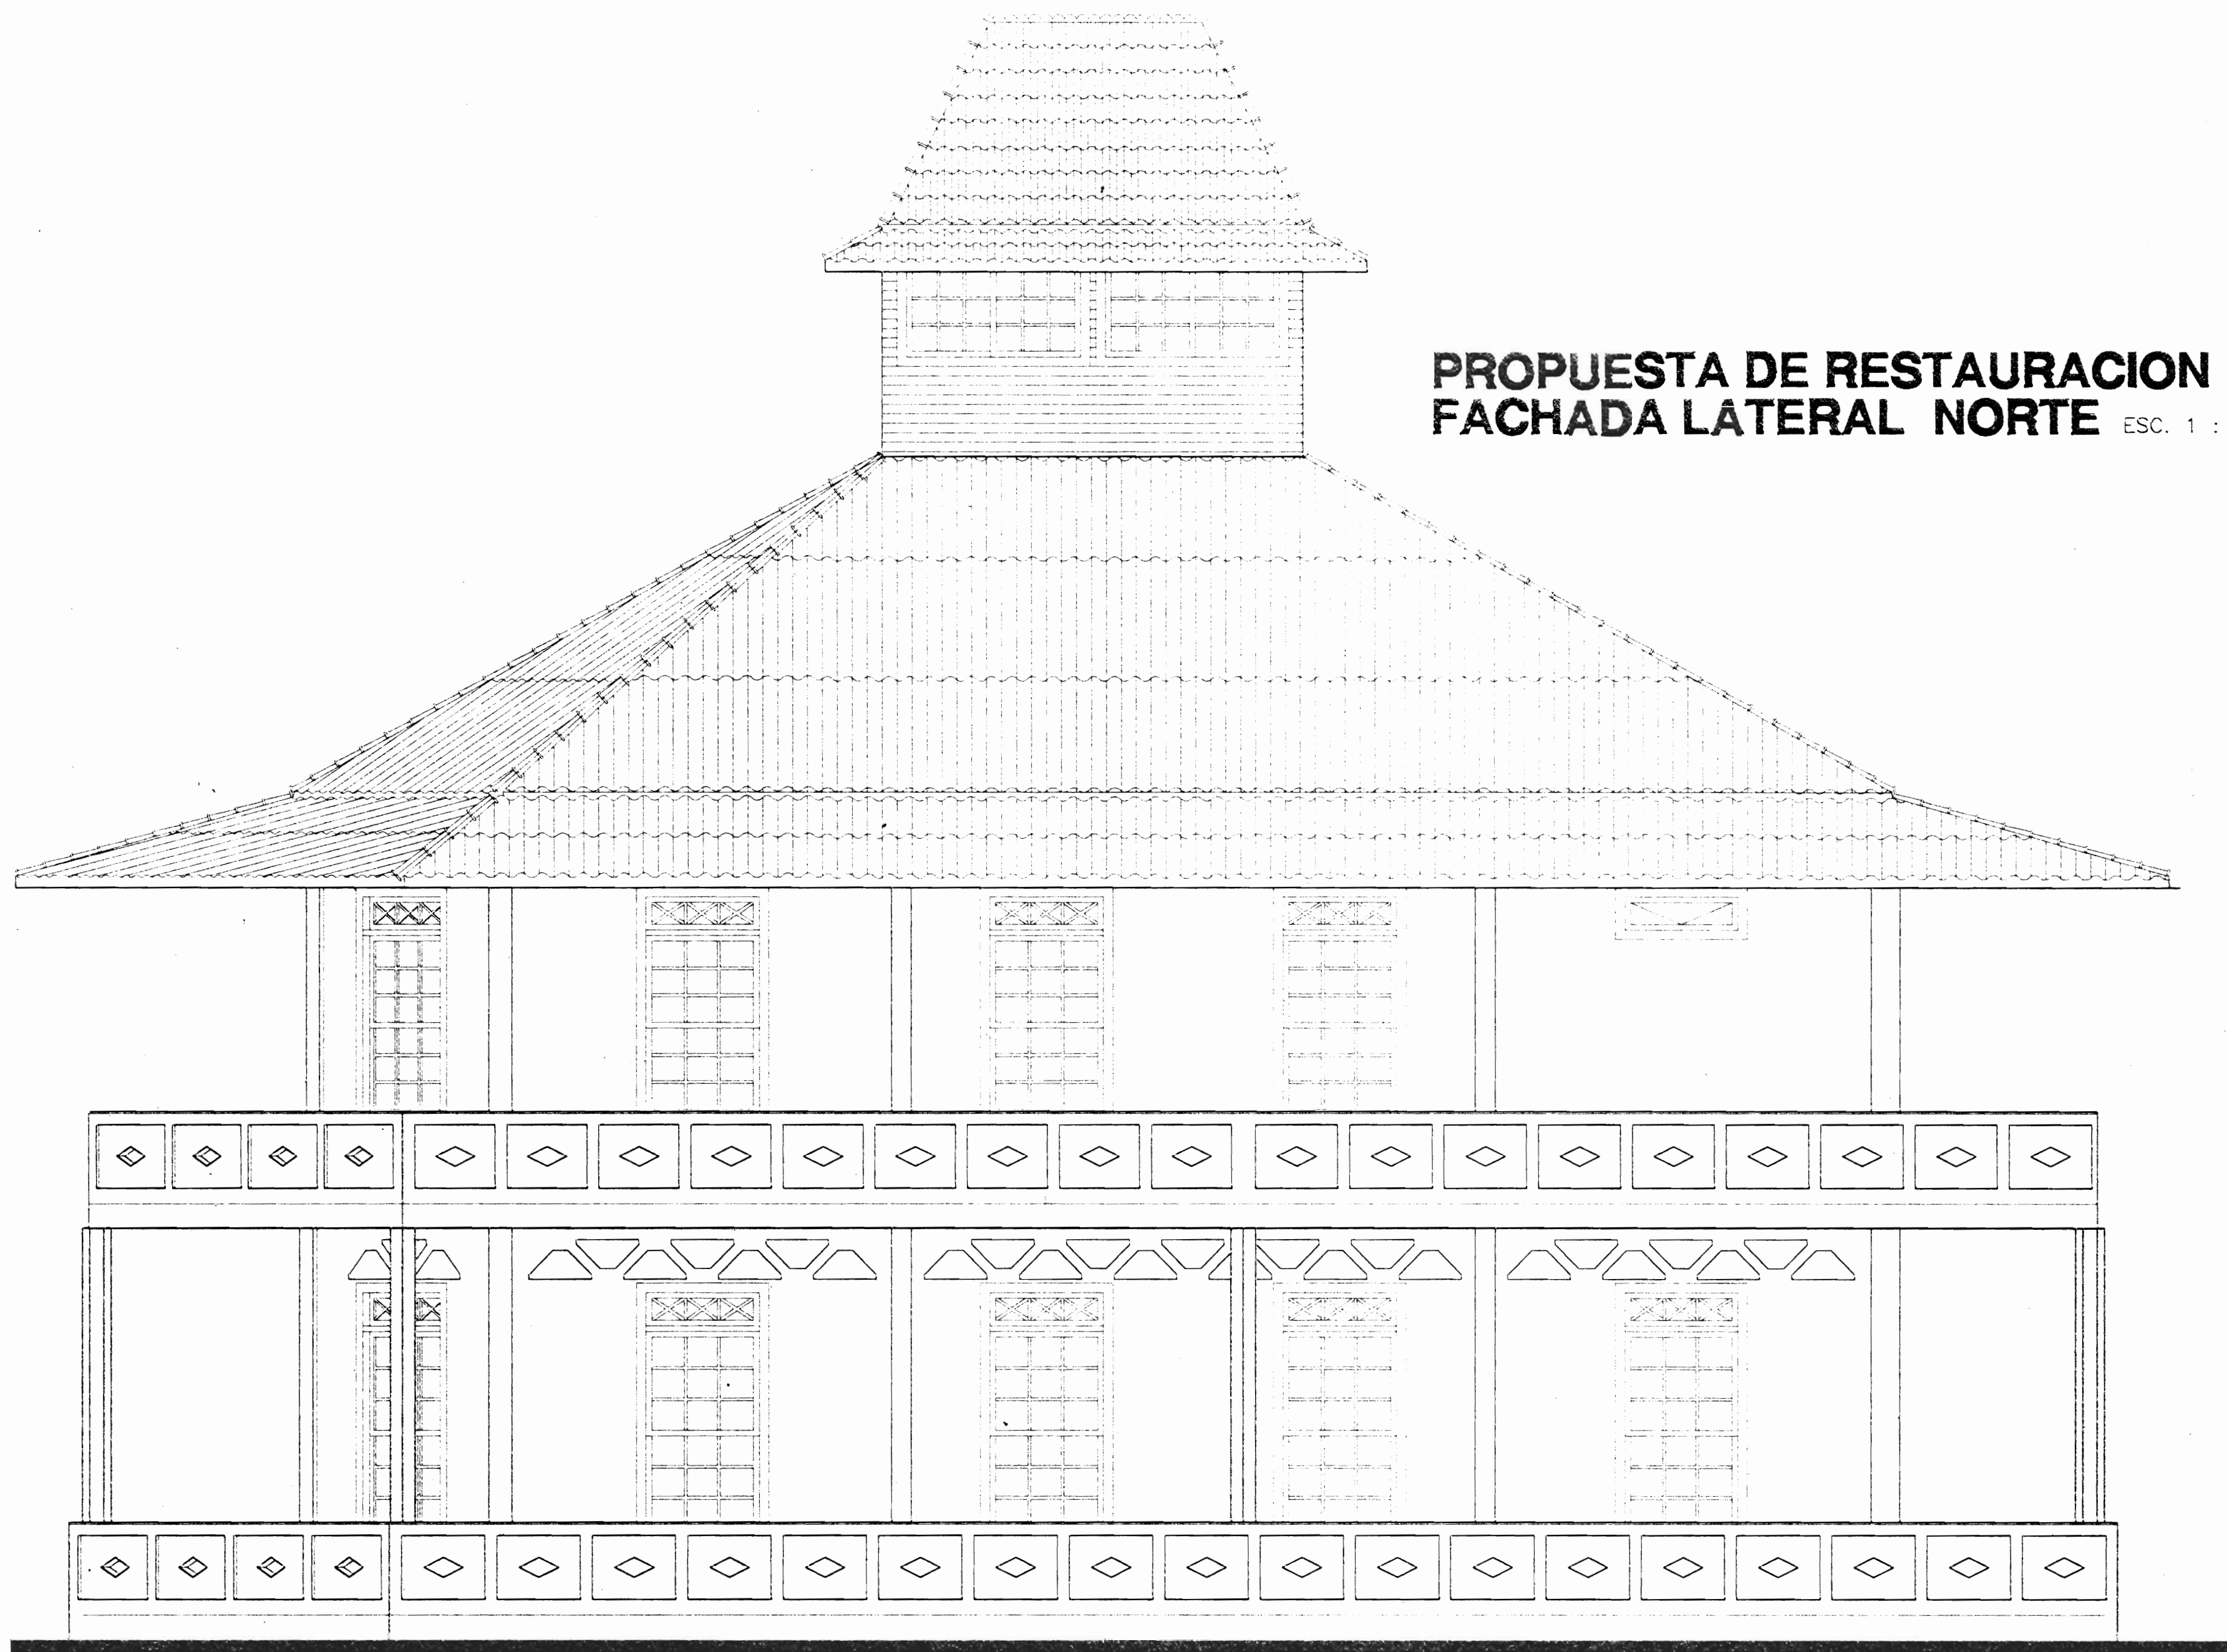 PROPUESTA DE RESTAURACION
FACHADA LATERAL NORTE ESC. 1 :